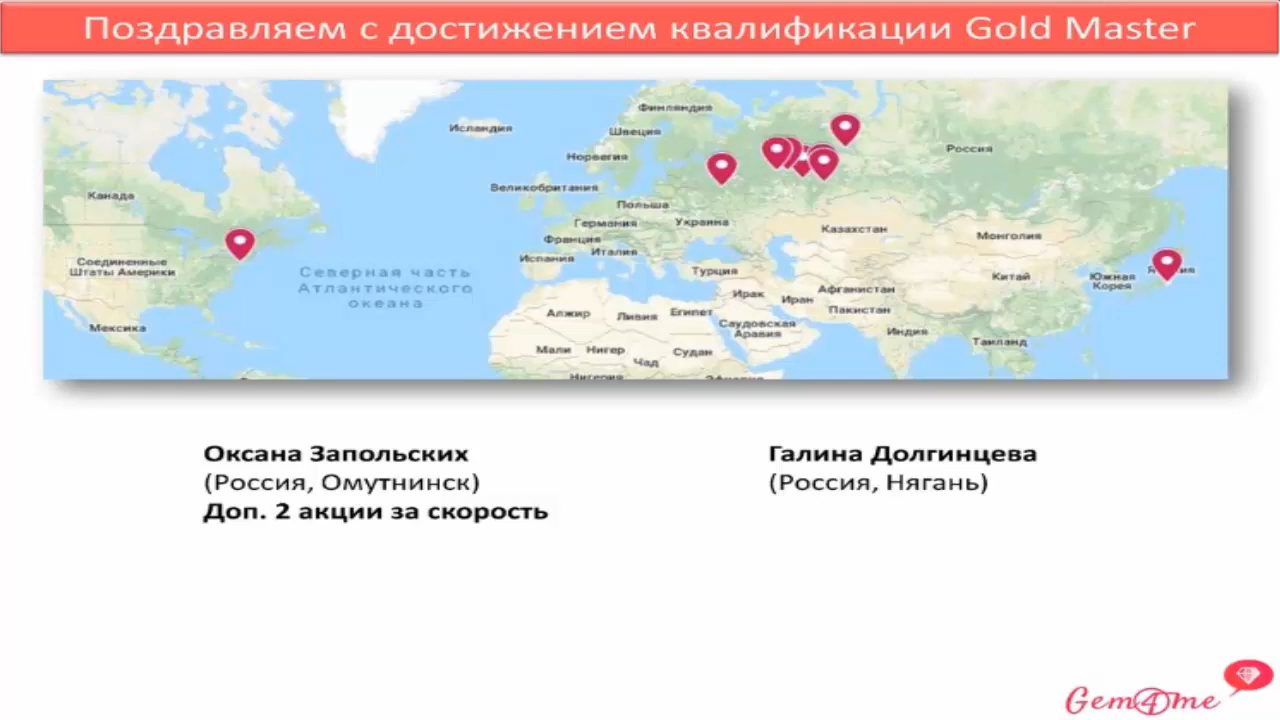 Поздравляем с достижением квалификации Gold Master
Финляндия
Исландия
Швеция
Россия
Норвегия
Великобритания
Канада
Польша
Германия
Украина
Казахстан
Франция
Монголия
Италия
Испания
Соединенные
Штаты Америки
Турция
Северная часть
Атлантического
океана
Китай
Южная
Корея
Афганистан
Ирак
Иран
Пакистан
Алжир
Ливия
Египет
Саудовская
Аравия
Мексика
Индия
Таиланд
Мали
Нигер
Чад
Судан
Оксана Запольских
(Россия, Омутнинск)
Доп. 2 акции за скорость
Галина Долгинцева
(Россия, Нягань)
Gem4me